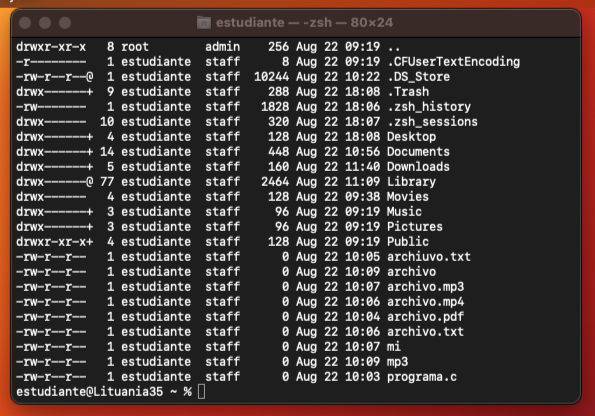 estudiante — -zsh — 80×24
drwxr-xr-x   8 root        admin    256 Aug 22 09:19 ..
-r--------   1 estudiante  staff      8 Aug 22 09:19 .CFUserTextEncoding
-rw-r--r--@  1 estudiante  staff  10244 Aug 22 10:22 .DS_Store
drwx------+  9 estudiante  staff    288 Aug 22 18:08 .Trash
-rw-------   1 estudiante  staff   1828 Aug 22 18:06 .zsh_history
drwx------  10 estudiante  staff    320 Aug 22 18:07 .zsh_sessions
drwx------+  4 estudiante  staff    128 Aug 22 18:08 Desktop
drwx------+ 14 estudiante  staff    448 Aug 22 10:56 Documents
drwx------+  5 estudiante  staff    160 Aug 22 11:40 Downloads
drwx------@ 77 estudiante  staff   2464 Aug 22 11:09 Library
drwx------   4 estudiante  staff    128 Aug 22 09:38 Movies
drwx------+  3 estudiante  staff     96 Aug 22 09:19 Music
drwx------+  3 estudiante  staff     96 Aug 22 09:19 Pictures
drwxr-xr-x+  4 estudiante  staff    128 Aug 22 09:19 Public
-rw-r--r--   1 estudiante  staff      0 Aug 22 10:05 archiuvo.txt
-rw-r--r--   1 estudiante  staff      0 Aug 22 10:09 archivo
-rw-r--r--   1 estudiante  staff      0 Aug 22 10:07 archivo.mp3
-rw-r--r--   1 estudiante  staff      0 Aug 22 10:06 archivo.mp4
-rw-r--r--   1 estudiante  staff      0 Aug 22 10:04 archivo.pdf
-rw-r--r--   1 estudiante  staff      0 Aug 22 10:06 archivo.txt
-rw-r--r--   1 estudiante  staff      0 Aug 22 10:07 mi
-rw-r--r--   1 estudiante  staff      0 Aug 22 10:09 mp3
-rw-r--r--   1 estudiante  staff      0 Aug 22 10:03 programa.c
estudiante@Lituania35 ~ %